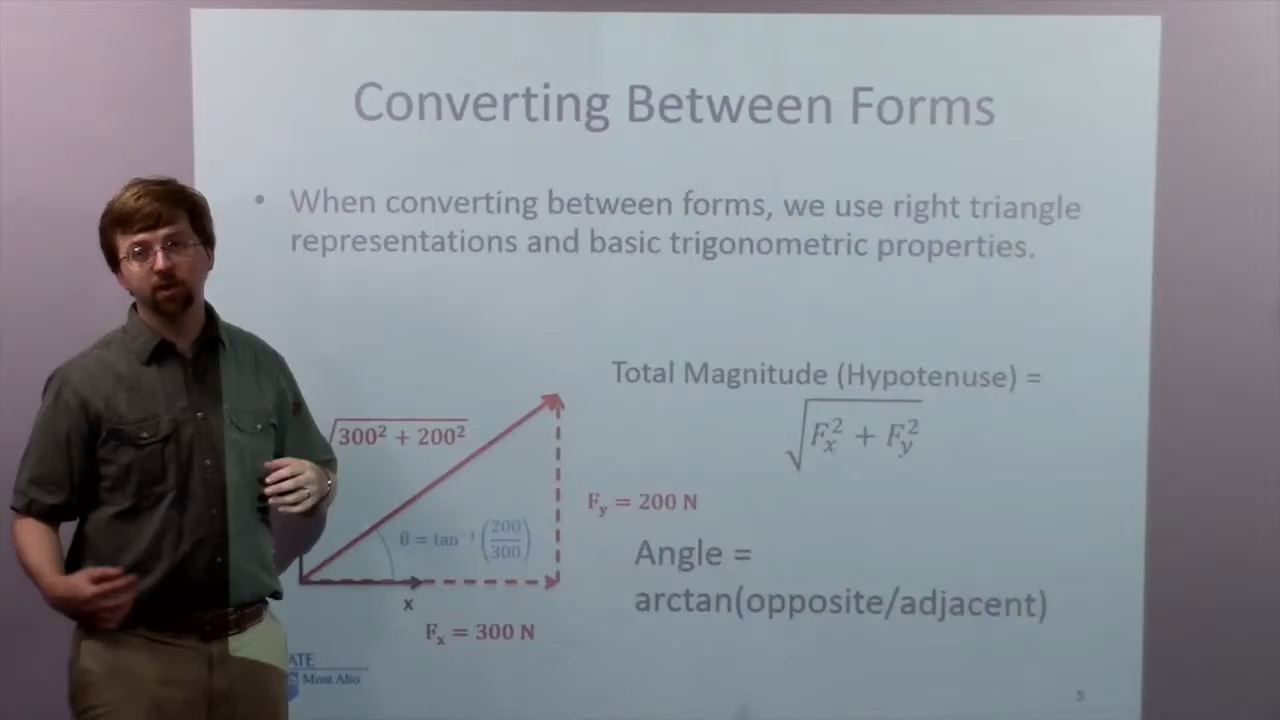 Converting Between Forms
• When converting between forms, we use right triangle
representations and basic trigonometric properties.
Total Magnitude (Hypotenuse) =
√(F_x² + F_y²)
√(300² + 200²)
F_y = 200 N
θ = tan⁻¹ (200/300)
Angle =
arctan(opposite/adjacent)
x
F_x = 300 N
ATE
Mont Alto
5